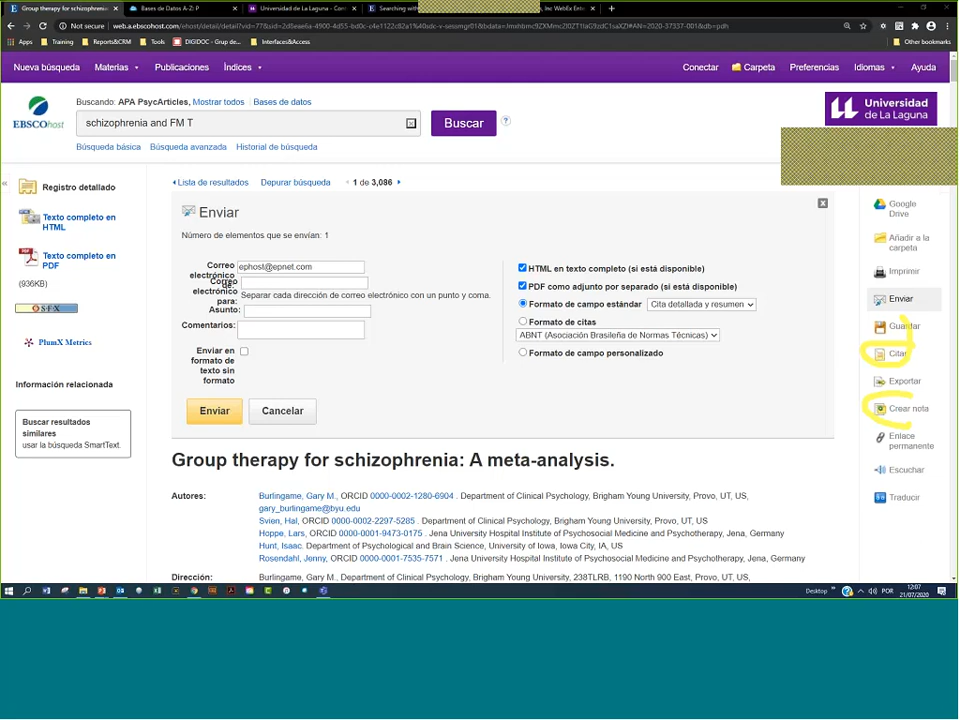 Group therapy for schizophrenia
Bases de Datos A-Z: P
Universidad de La Laguna - Con
Searching with
, Inc WebEx Ente
Not secure
web.a.ebscohost.com
Apps Training Reports&CRM Tools DIGIDOC - Grup de... Interfaces&Access Other bookmarks
Nueva búsqueda Materias Publicaciones Índices Conectar Carpeta Preferencias Idiomas Ayuda
EBSCOhost
Buscando: APA PsycArticles, Mostrar todos Bases de datos
schizophrenia and FM T
Buscar
Búsqueda básica Búsqueda avanzada Historial de búsqueda
Universidad
de La Laguna
«
Registro detallado
Texto completo en
HTML
Texto completo en
PDF
(936KB)
S·F·X
PlumX Metrics
Información relacionada
Buscar resultados
similares
usar la búsqueda SmartText.
Lista de resultados Depurar búsqueda 1 de 3,086
Enviar
Número de elementos que se envían: 1
Correo
electrónico
de:
ephost@epnet.com
Correo
electrónico
para:
Separar cada dirección de correo electrónico con un punto y coma.
Asunto:
Comentarios:
Enviar en
formato de
texto sin
formato
HTML en texto completo (si está disponible)
PDF como adjunto por separado (si está disponible)
Formato de campo estándar Cita detallada y resumen
Formato de citas
ABNT (Asociación Brasileña de Normas Técnicas)
Formato de campo personalizado
Enviar Cancelar
Group therapy for schizophrenia: A meta-analysis.
Autores:
Burlingame, Gary M., ORCID 0000-0002-1280-6904 . Department of Clinical Psychology, Brigham Young University, Provo, UT, US,
gary_burlingame@byu.edu
Svien, Hal, ORCID 0000-0002-2297-5285 . Department of Clinical Psychology, Brigham Young University, Provo, UT, US
Hoppe, Lars, ORCID 0000-0001-9473-0175 . Jena University Hospital Institute of Psychosocial Medicine and Psychotherapy, Jena, Germany
Hunt, Isaac. Department of Psychological and Brain Science, University of Iowa, Iowa City, IA, US
Rosendahl, Jenny, ORCID 0000-0001-7535-7571 . Jena University Hospital Institute of Psychosocial Medicine and Psychotherapy, Jena, Germany
Dirección:
Burlingame, Gary M., Department of Clinical Psychology, Brigham Young University, 238TLRB, 1190 North 900 East, Provo, UT, US,
Google
Drive
Añadir a la
carpeta
Imprimir
Enviar
Guardar
Citar
Exportar
Crear nota
Enlace
permanente
Escuchar
Traducir
Desktop
POR
12:07
21/07/2020